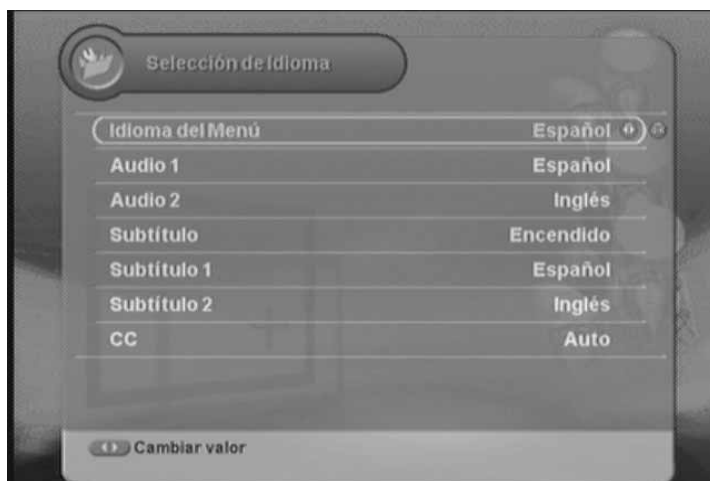 Selección de Idioma
Idioma del Menú Español
Audio 1 Español
Audio 2 Inglés
Subtítulo Encendido
Subtítulo 1 Español
Subtítulo 2 Inglés
CC Auto
Cambiar valor